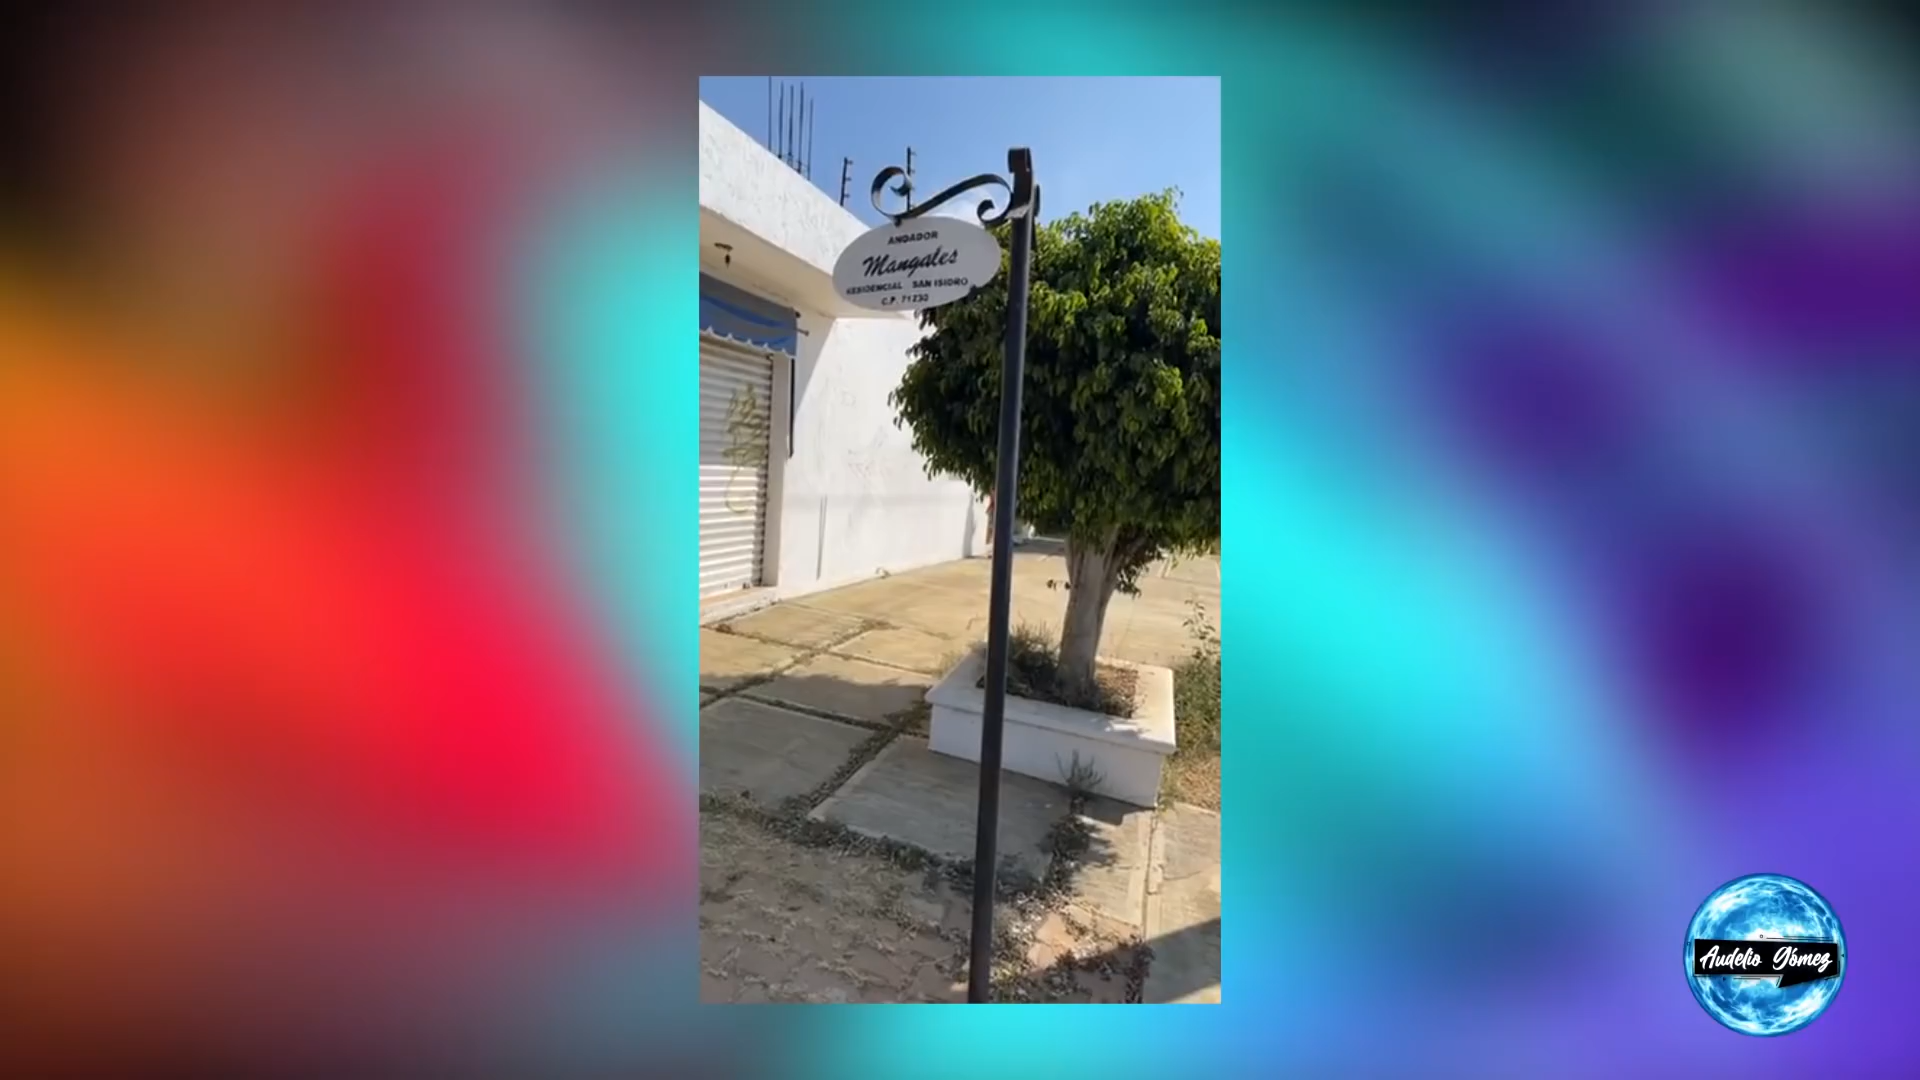 ANDADOR
Mangales
RESIDENCIAL SAN ISIDRO
C.P. 71230
Audelio Gómez